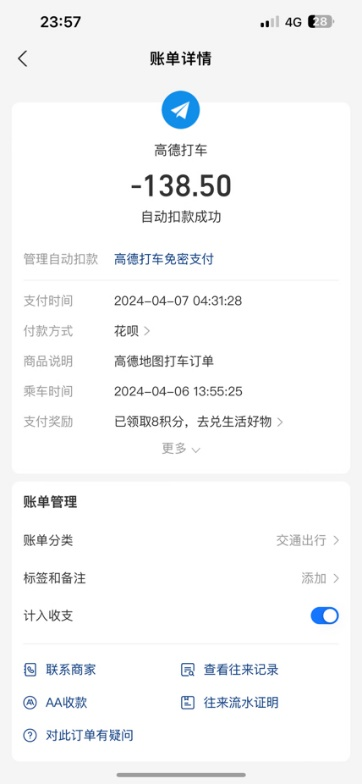 23:57 4G 28
账单详情
高德打车
-138.50
自动扣款成功
管理自动扣款 高德打车免密支付
支付时间 2024-04-07 04:31:28
付款方式 花呗
商品说明 高德地图打车订单
乘车时间 2024-04-06 13:55:25
支付奖励 已领取8积分，去兑生活好物
更多
账单管理
账单分类 交通出行
标签和备注 添加
计入收支
联系商家 查看往来记录
AA收款 往来流水证明
对此订单有疑问